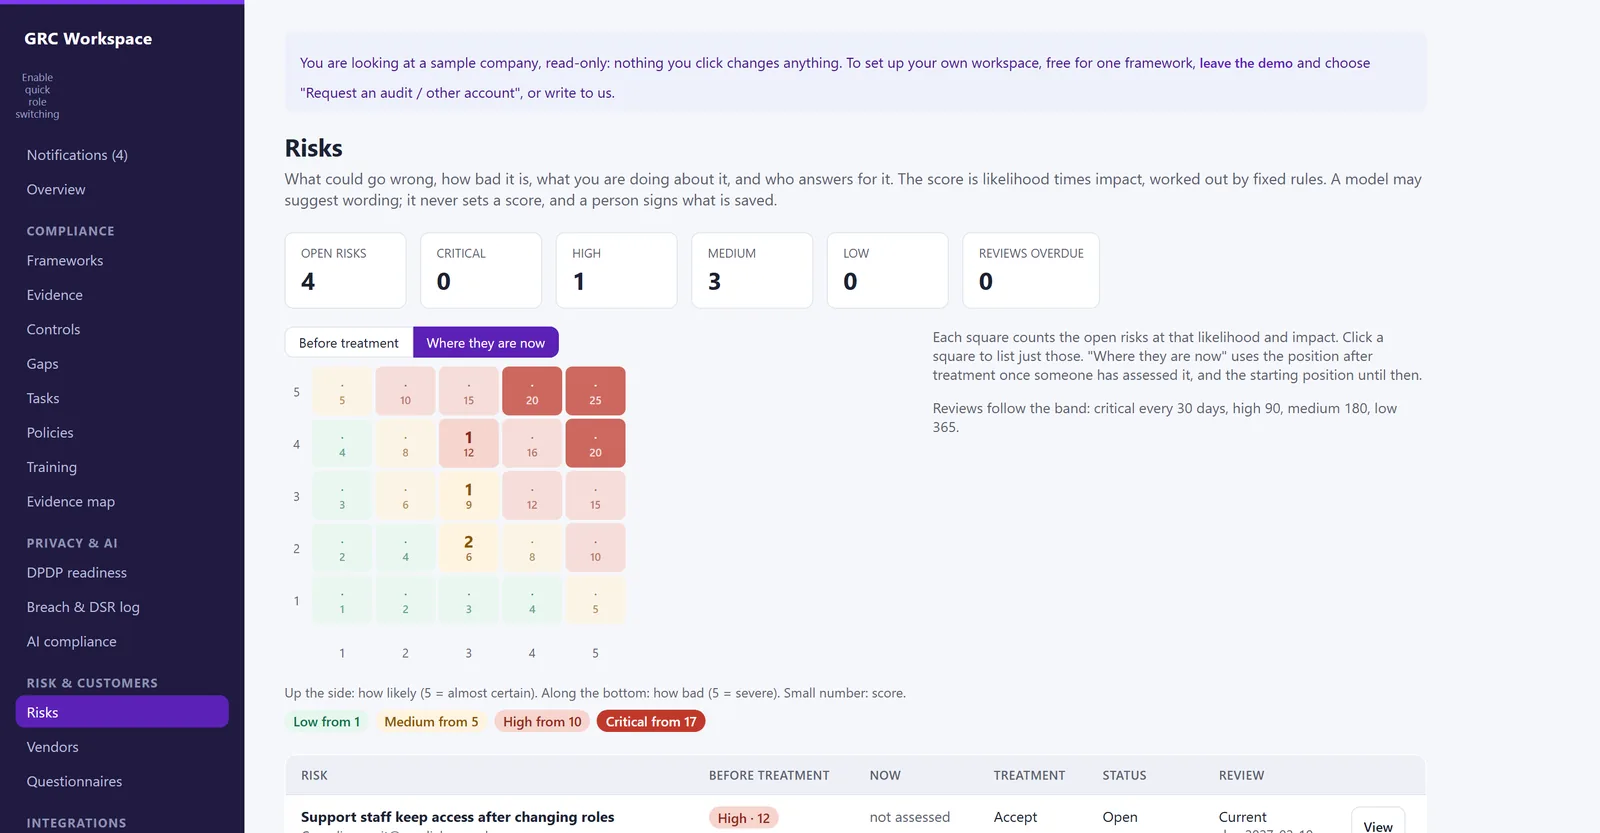 GRC Workspace
Enable
quick
role
switching
Notifications (4)
Overview
COMPLIANCE
Frameworks
Evidence
Controls
Gaps
Tasks
Policies
Training
Evidence map
PRIVACY & AI
DPDP readiness
Breach & DSR log
AI compliance
RISK & CUSTOMERS
Risks
Vendors
Questionnaires
INTEGRATIONS
You are looking at a sample company, read-only: nothing you click changes anything. To set up your own workspace, free for one framework, leave the demo and choose
"Request an audit / other account", or write to us.
Risks
What could go wrong, how bad it is, what you are doing about it, and who answers for it. The score is likelihood times impact, worked out by fixed rules. A model may
suggest wording; it never sets a score, and a person signs what is saved.
OPEN RISKS CRITICAL HIGH MEDIUM LOW REVIEWS OVERDUE
4 0 1 3 0 0
Before treatment Where they are now
5 · 5 · 10 · 15 · 20 · 25
4 · 4 · 8 1 12 · 16 · 20
3 · 3 · 6 1 9 · 12 · 15
2 · 2 · 4 2 6 · 8 · 10
1 · 1 · 2 · 3 · 4 · 5
1 2 3 4 5
Each square counts the open risks at that likelihood and impact. Click a
square to list just those. "Where they are now" uses the position after
treatment once someone has assessed it, and the starting position until then.
Reviews follow the band: critical every 30 days, high 90, medium 180, low
365.
Up the side: how likely (5 = almost certain). Along the bottom: how bad (5 = severe). Small number: score.
Low from 1 Medium from 5 High from 10 Critical from 17
RISK BEFORE TREATMENT NOW TREATMENT STATUS REVIEW
Support staff keep access after changing roles High · 12 not assessed Accept Open Current View